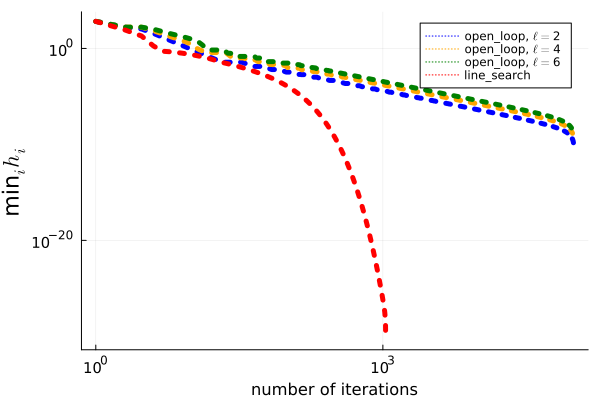 10⁰
10⁻²⁰
min_i h_i
open_loop, ℓ = 2
open_loop, ℓ = 4
open_loop, ℓ = 6
line_search
10⁰
10³
number of iterations